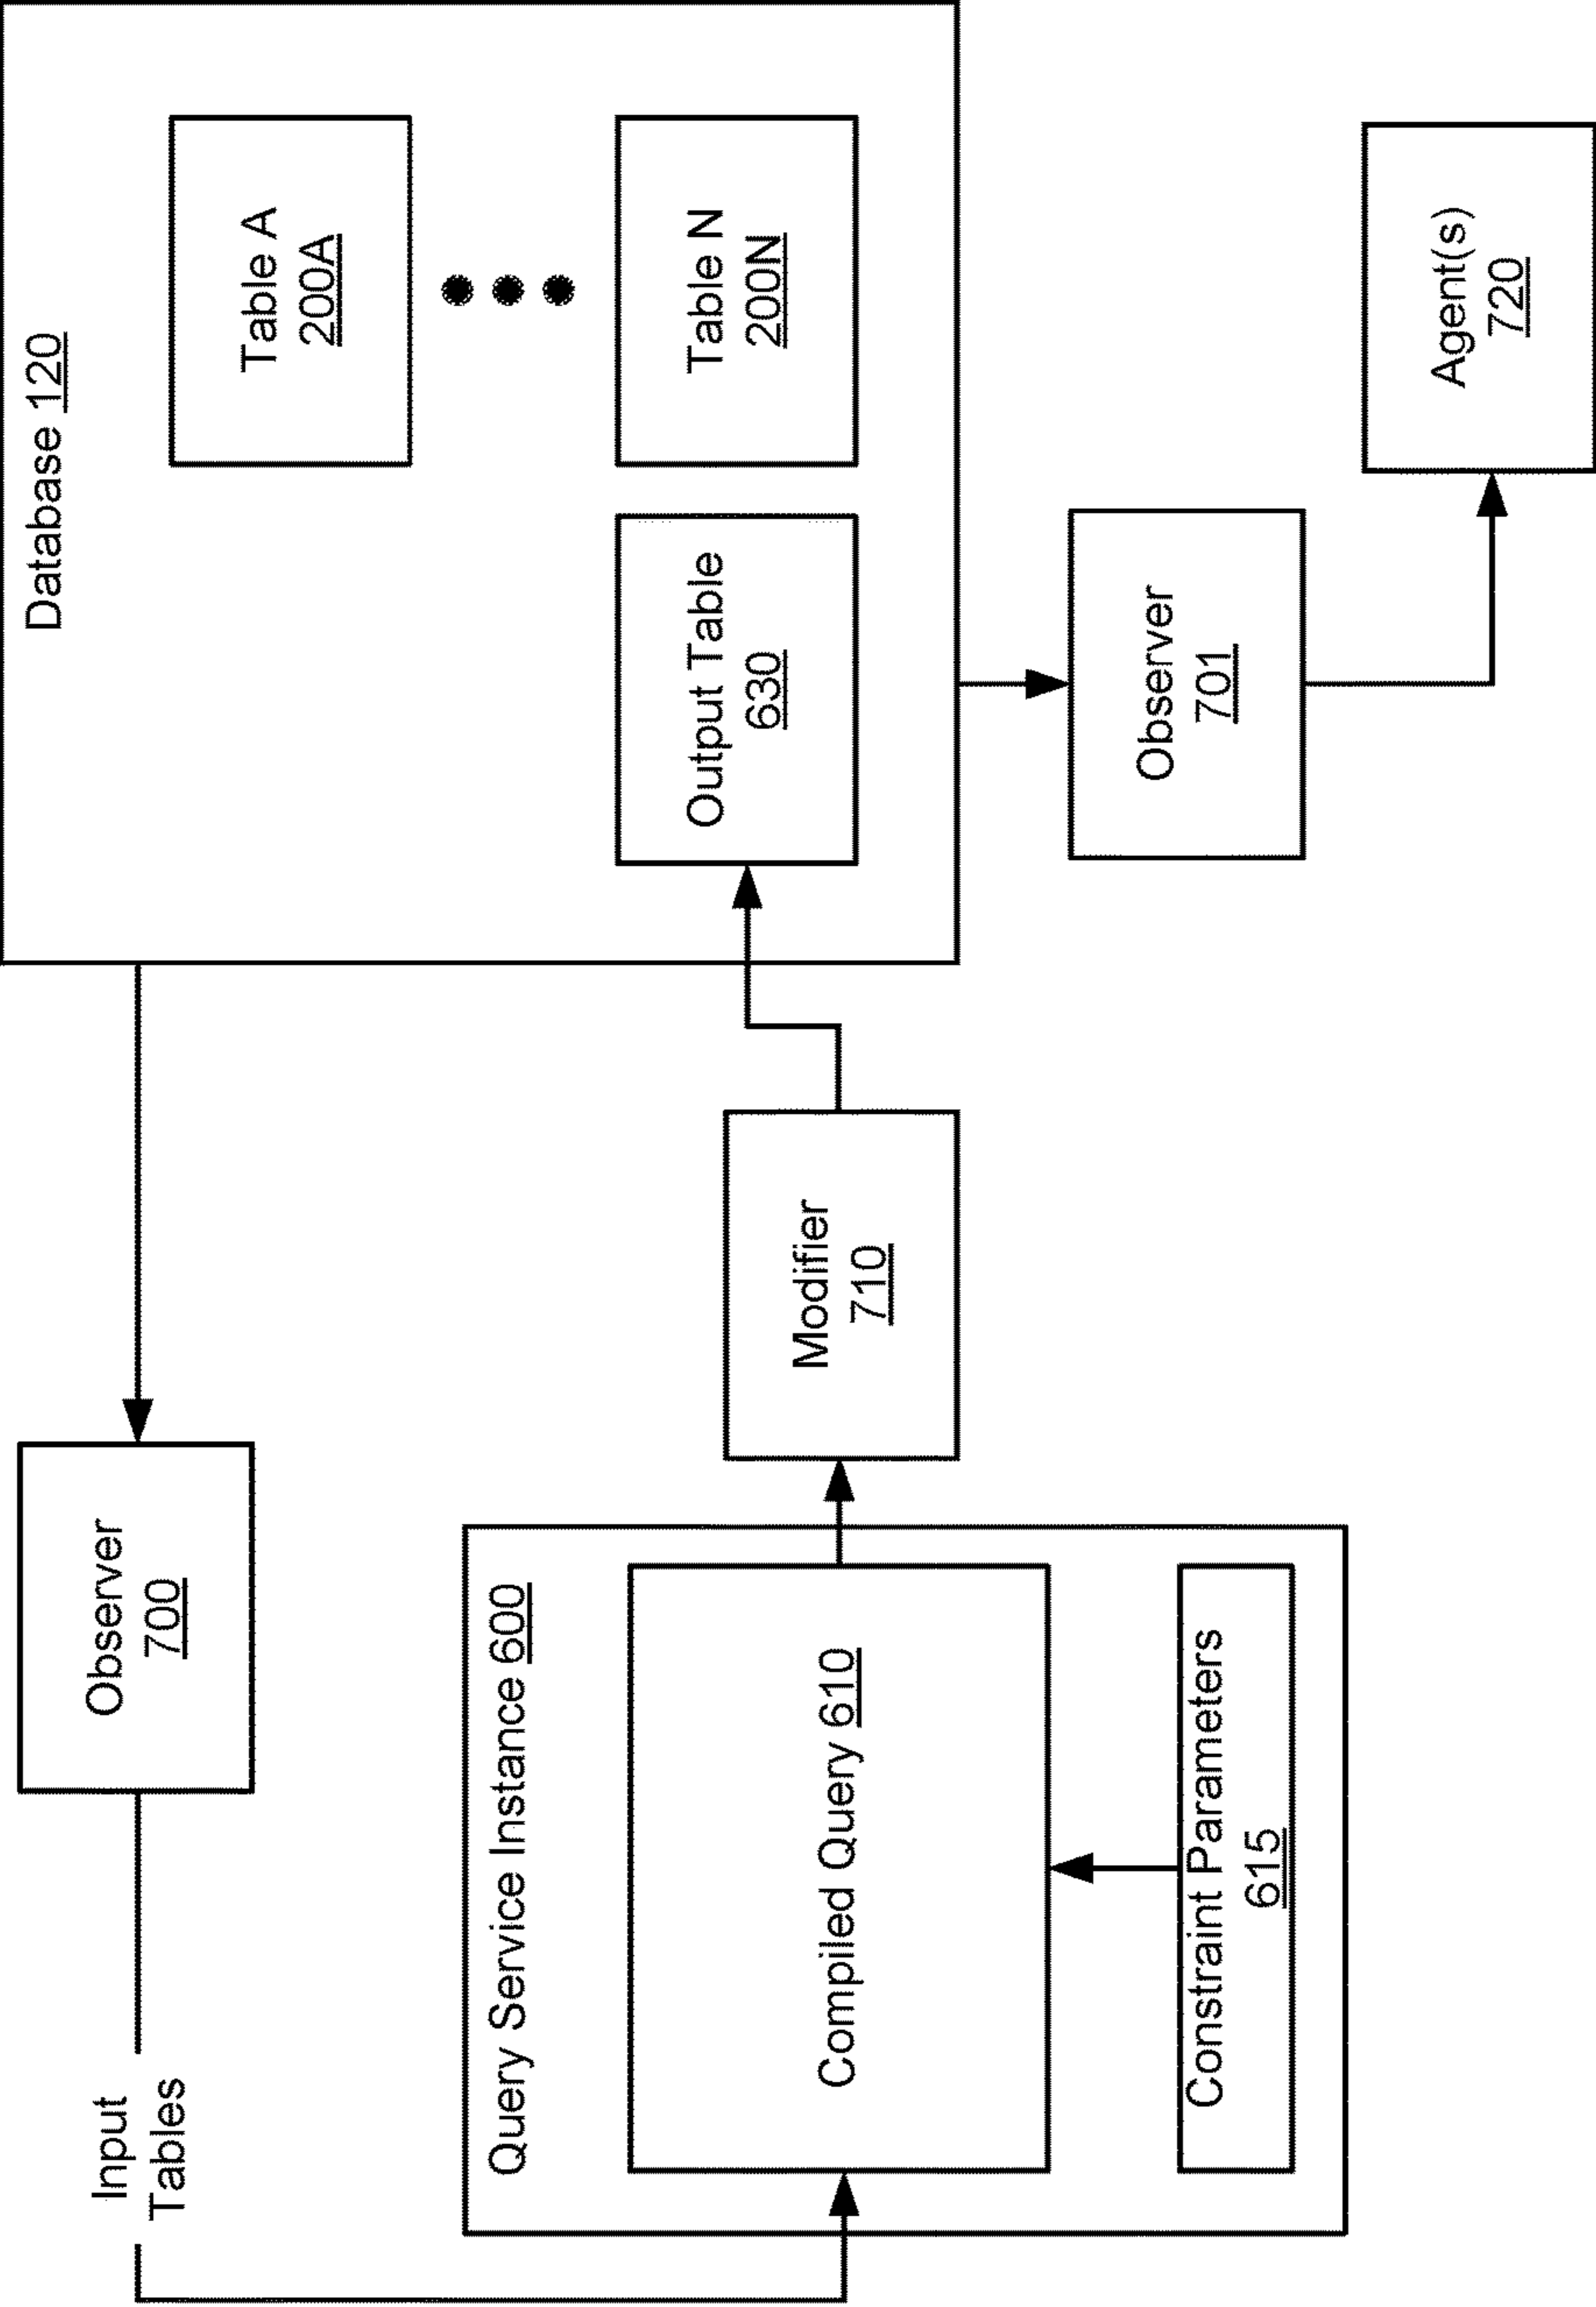 Input
Tables
Observer
700
Database 120
Table A
200A
Table N
200N
Output Table
630
Query Service Instance 600
Compiled Query 610
Constraint Parameters
615
Modifier
710
Observer
701
Agent(s)
720